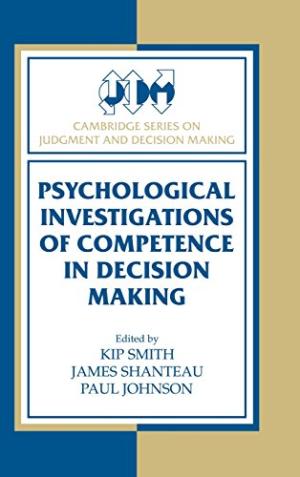 JDM
CAMBRIDGE SERIES ON
JUDGMENT AND DECISION MAKING
PSYCHOLOGICAL
INVESTIGATIONS
OF COMPETENCE
IN DECISION
MAKING
Edited by
KIP SMITH
JAMES SHANTEAU
PAUL JOHNSON